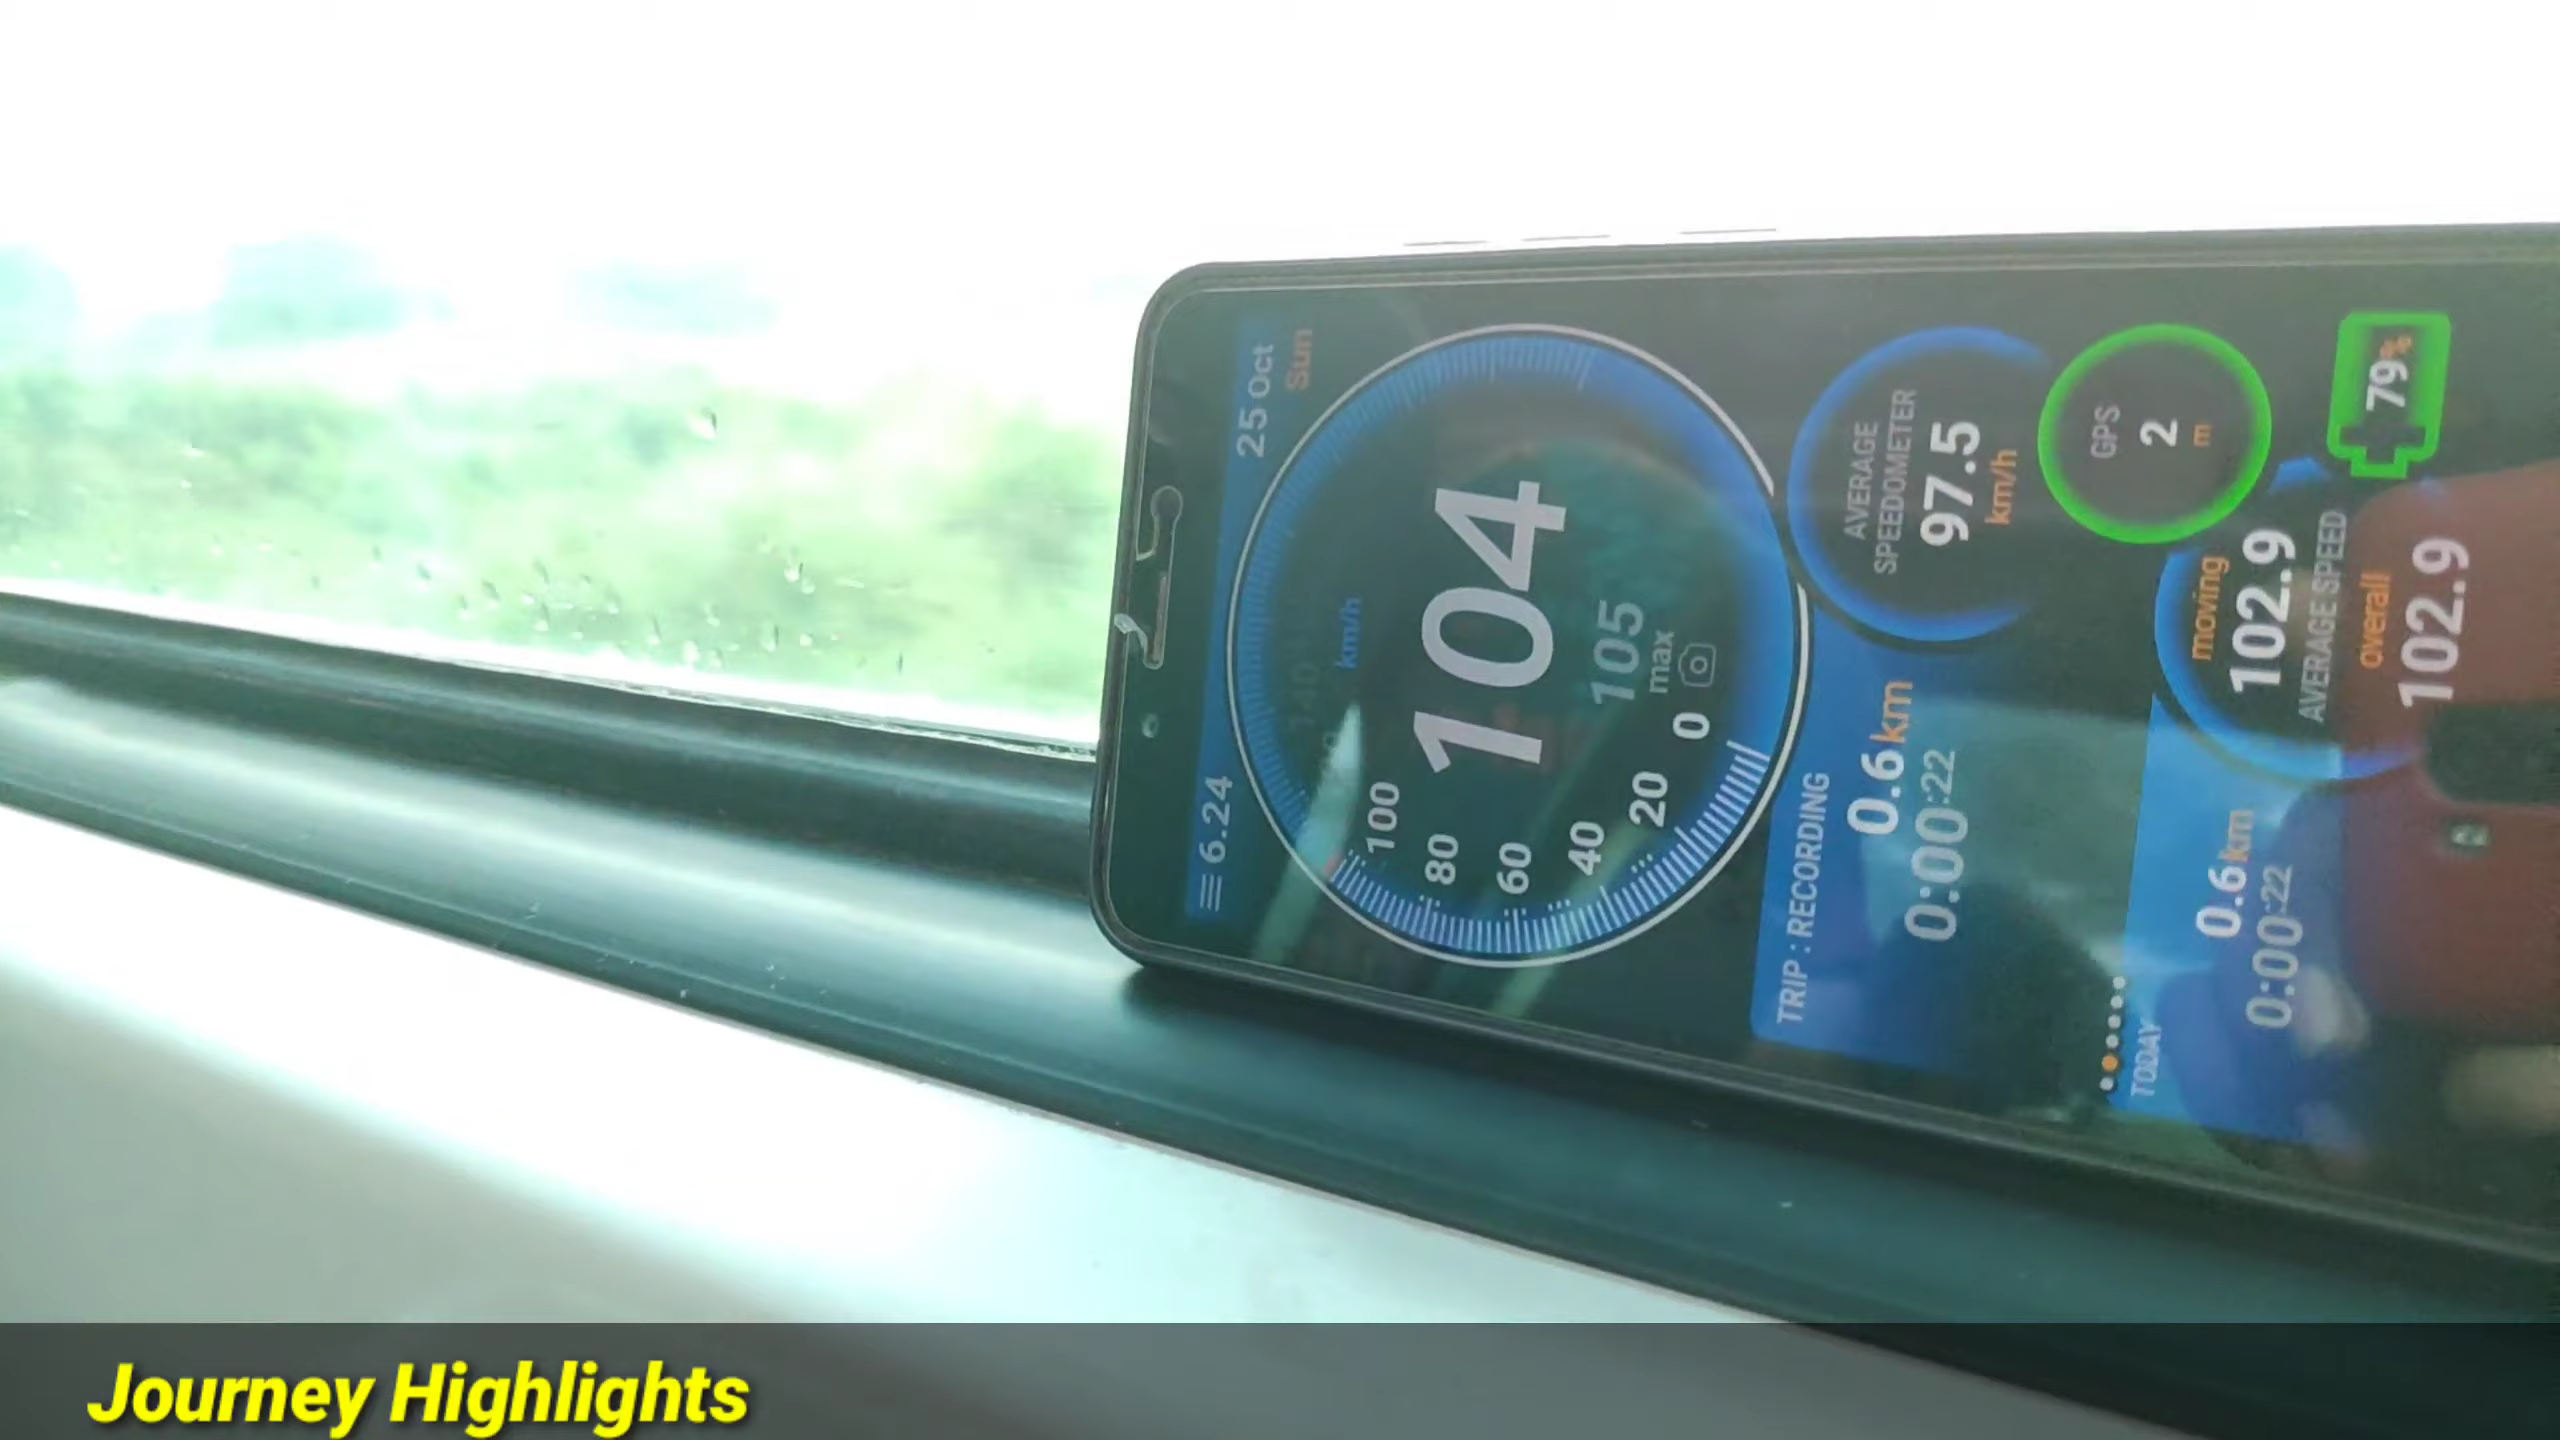 ≡ 6.24 25 Oct
Sun
km/h
104
105
max
0
20
40
60
80
100
140
AVERAGE
SPEEDOMETER
97.5
km/h
TRIP : RECORDING
0.6 km
0:00:22
GPS
2
m
moving
102.9
AVERAGE SPEED
overall
102.9
79%
TODAY
0.6 km
0:00:22
Journey Highlights